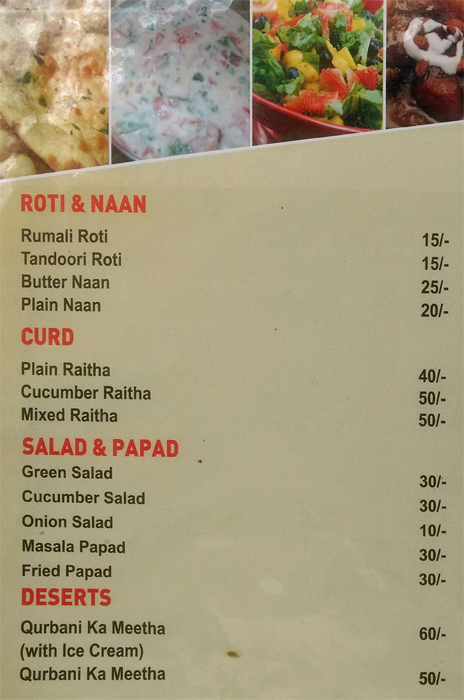 ROTI & NAAN
Rumali Roti 15/-
Tandoori Roti 15/-
Butter Naan 25/-
Plain Naan 20/-
CURD
Plain Raitha 40/-
Cucumber Raitha 50/-
Mixed Raitha 50/-
SALAD & PAPAD
Green Salad 30/-
Cucumber Salad 30/-
Onion Salad 10/-
Masala Papad 30/-
Fried Papad 30/-
DESERTS
Qurbani Ka Meetha 60/-
(with Ice Cream)
Qurbani Ka Meetha 50/-